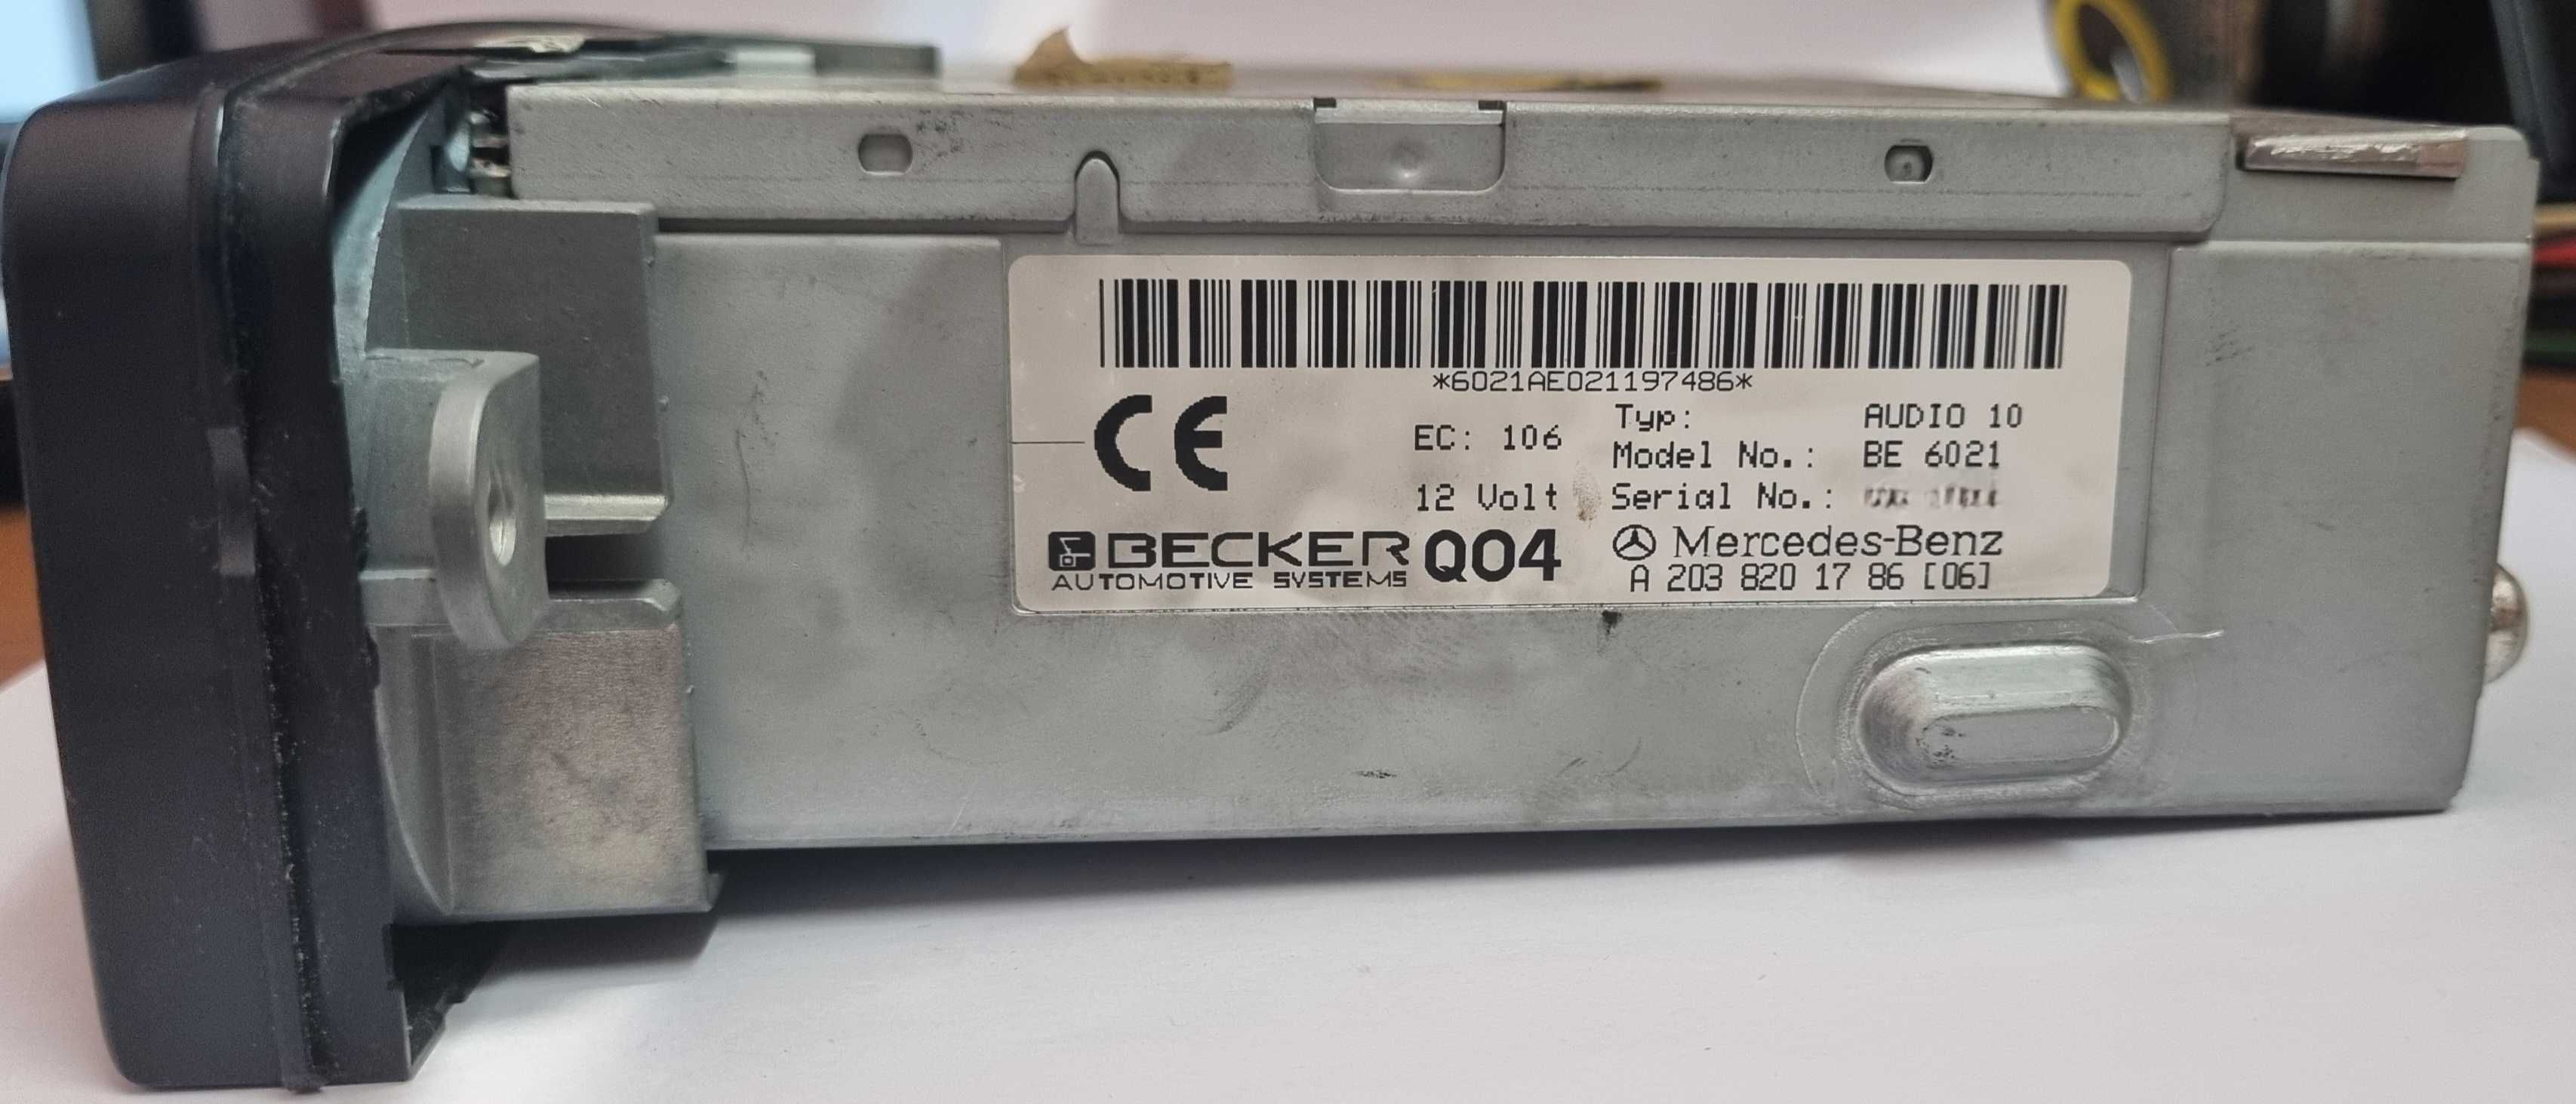 *6021AE021197486*
CE
EC: 106
12 Volt
Typ: AUDIO 10
Model No.: BE 6021
Serial No.:
BECKER Q04
AUTOMOTIVE SYSTEMS
Mercedes-Benz
A 203 820 17 86 [06]